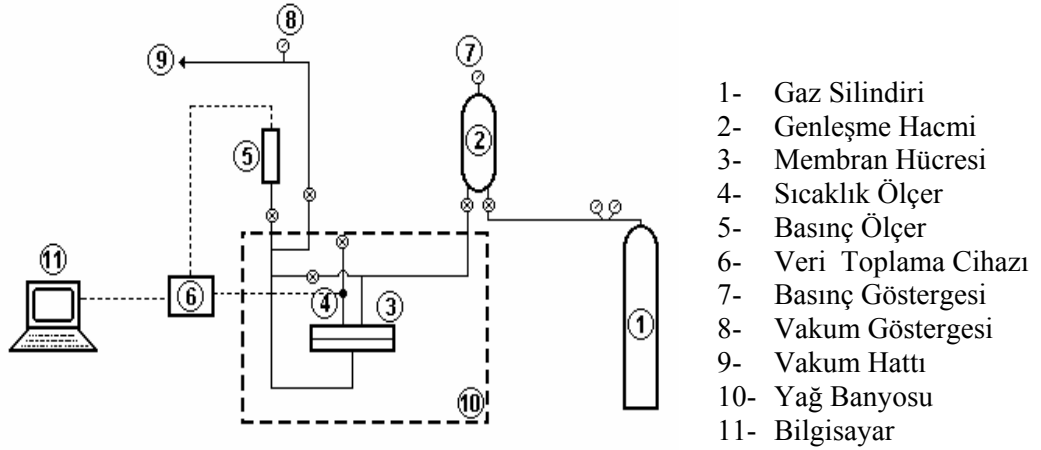 8
9
7
5
2
11
6
4
3
1
10
1- Gaz Silindiri
2- Genleşme Hacmi
3- Membran Hücresi
4- Sıcaklık Ölçer
5- Basınç Ölçer
6- Veri Toplama Cihazı
7- Basınç Göstergesi
8- Vakum Göstergesi
9- Vakum Hattı
10- Yağ Banyosu
11- Bilgisayar